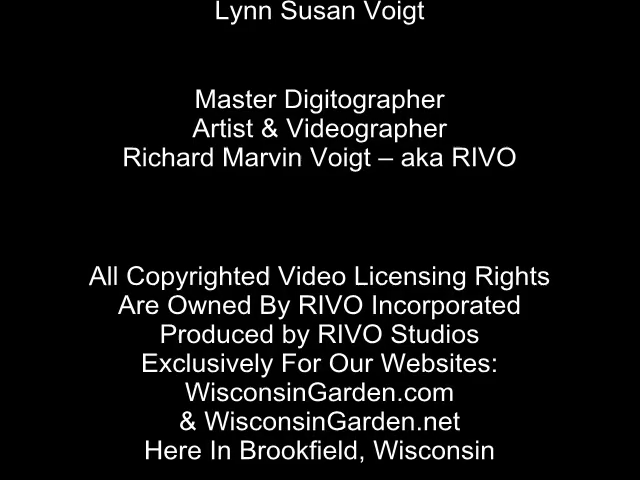 Lynn Susan Voigt
Master Digitographer
Artist & Videographer
Richard Marvin Voigt – aka RIVO
All Copyrighted Video Licensing Rights
Are Owned By RIVO Incorporated
Produced by RIVO Studios
Exclusively For Our Websites:
WisconsinGarden.com
& WisconsinGarden.net
Here In Brookfield, Wisconsin